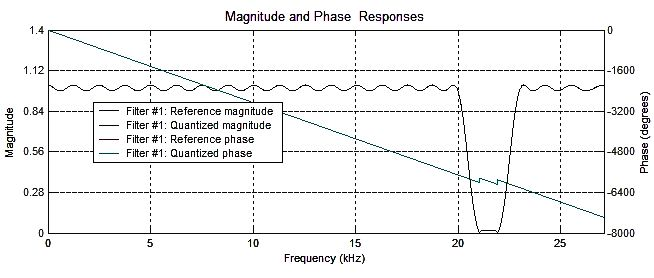 Magnitude and Phase Responses
1.4
1.12
0.84
0.56
0.28
0
Magnitude
0
-1600
-3200
-4800
-6400
-8000
Phase (degrees)
Filter #1: Reference magnitude
Filter #1: Quantized magnitude
Filter #1: Reference phase
Filter #1: Quantized phase
0 5 10 15 20 25
Frequency (kHz)